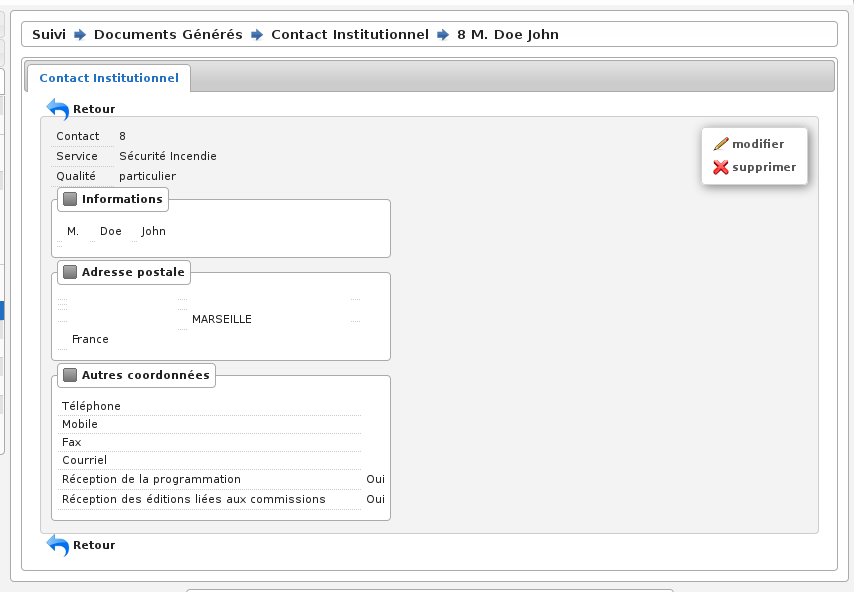 Suivi Documents Générés Contact Institutionnel 8 M. Doe John
Contact Institutionnel
Retour
Contact 8
Service Sécurité Incendie
Qualité particulier
modifier
supprimer
Informations
M. Doe John
Adresse postale
MARSEILLE
France
Autres coordonnées
Téléphone
Mobile
Fax
Courriel
Réception de la programmation Oui
Réception des éditions liées aux commissions Oui
Retour